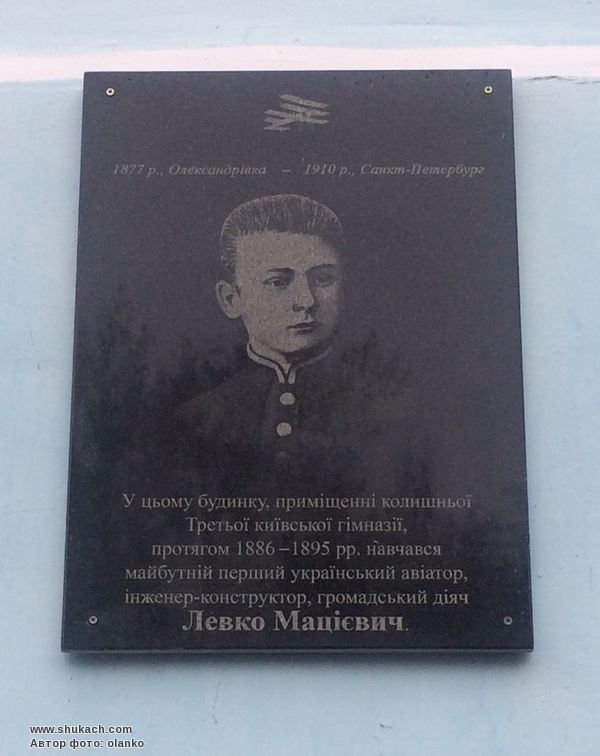 1877 р., Олександрівка – 1910 р., Санкт-Петербург
У цьому будинку, приміщенні колишньої
Третьої київської гімназії,
протягом 1886–1895 рр. навчався
майбутній перший український авіатор,
інженер-конструктор, громадський діяч
Левко Мацієвич.
www.shukach.com
Автор фото: olanko